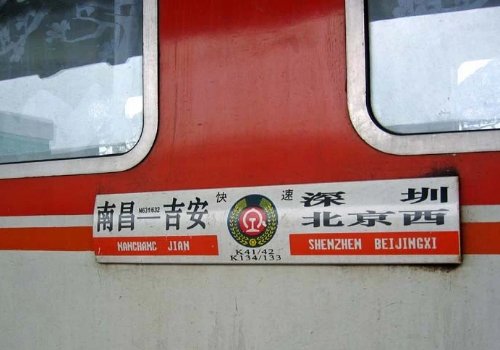 南昌—吉安
NANCHANG JIAN
快 速
K41/42
K134/133
深 圳
北京西
SHENZHEN BEIJINGXI